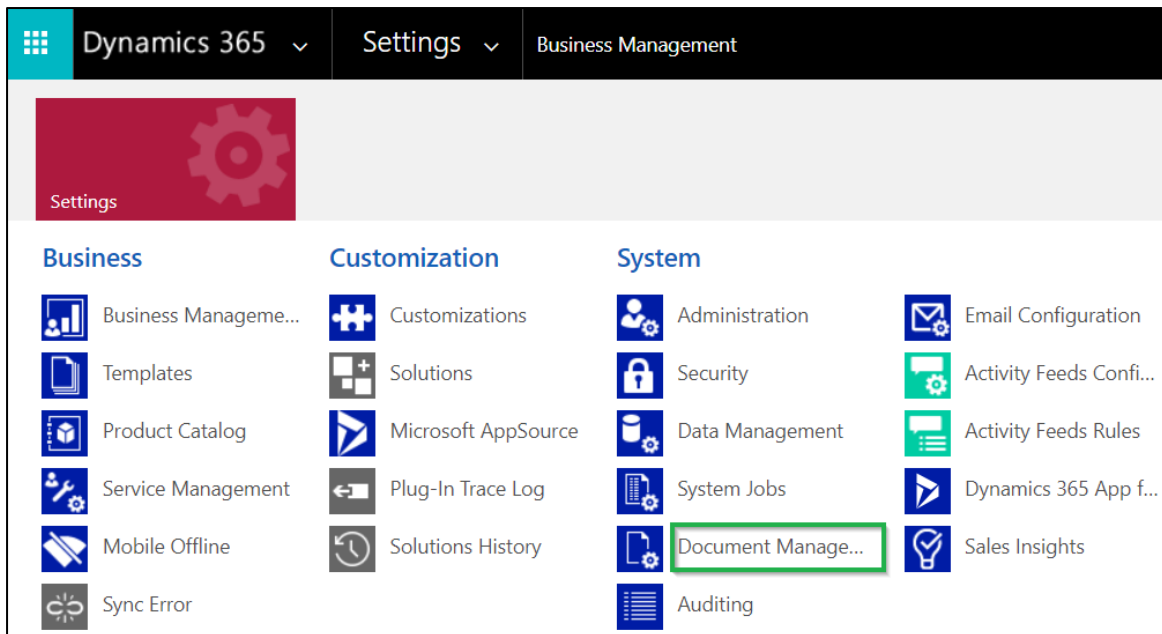 Dynamics 365
Settings
Business Management
Settings
Business
Business Manageme...
Templates
Product Catalog
Service Management
Mobile Offline
Sync Error
Customization
Customizations
Solutions
Microsoft AppSource
Plug-In Trace Log
Solutions History
System
Administration
Security
Data Management
System Jobs
Document Manage...
Auditing
Email Configuration
Activity Feeds Confi...
Activity Feeds Rules
Dynamics 365 App f...
Sales Insights